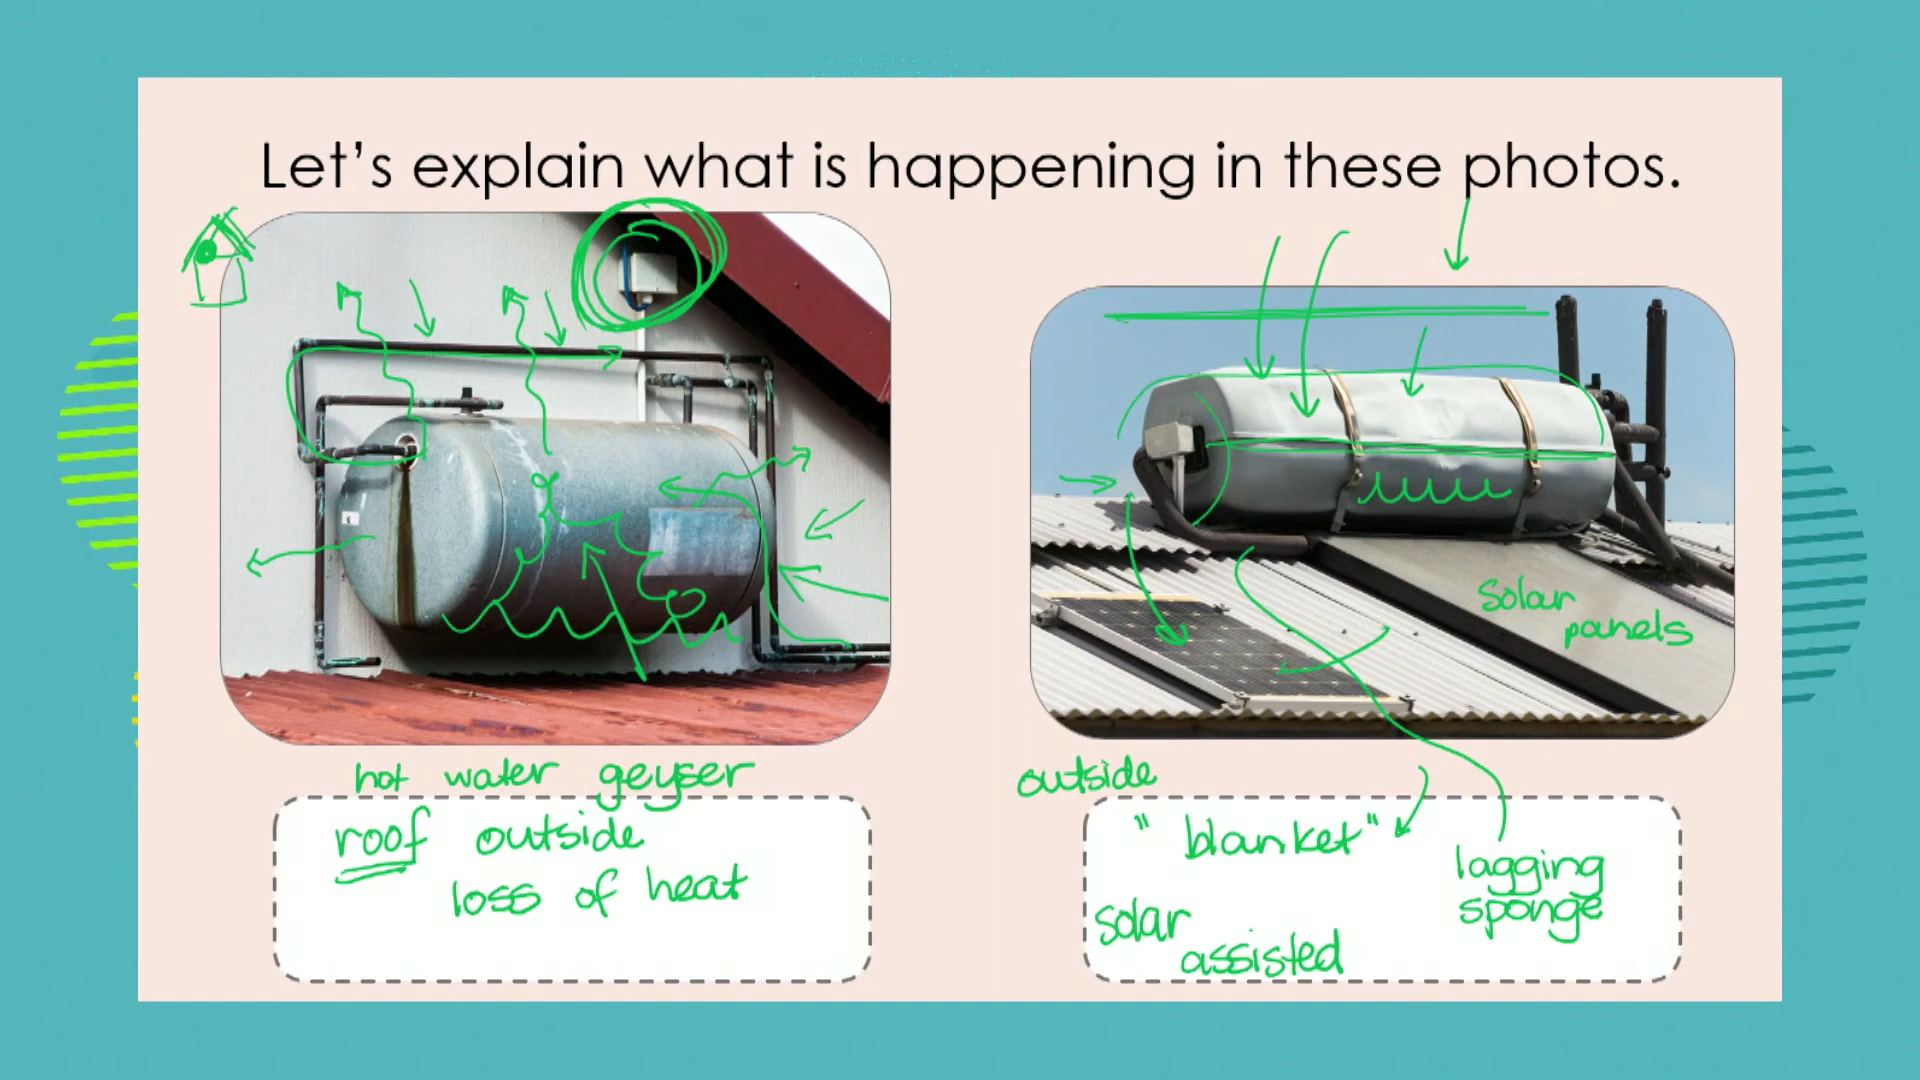 Let's explain what is happening in these photos.
hot water geyser
roof outside
loss of heat
solar
panels
outside
"blanket"
lagging
sponge
solar
assisted